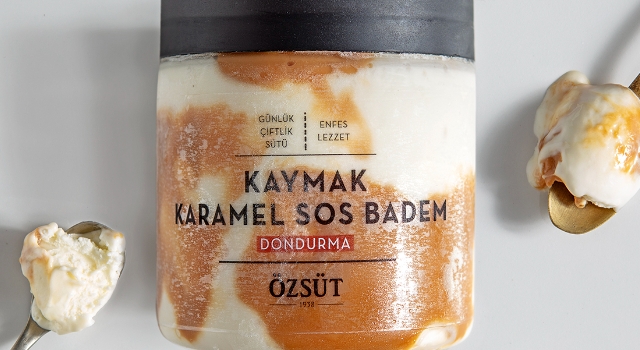 GÜNLÜK
ÇİFTLİK
SÜTÜ
ENFES
LEZZET
KAYMAK
KARAMEL SOS BADEM
DONDURMA
ÖZSÜT
1938